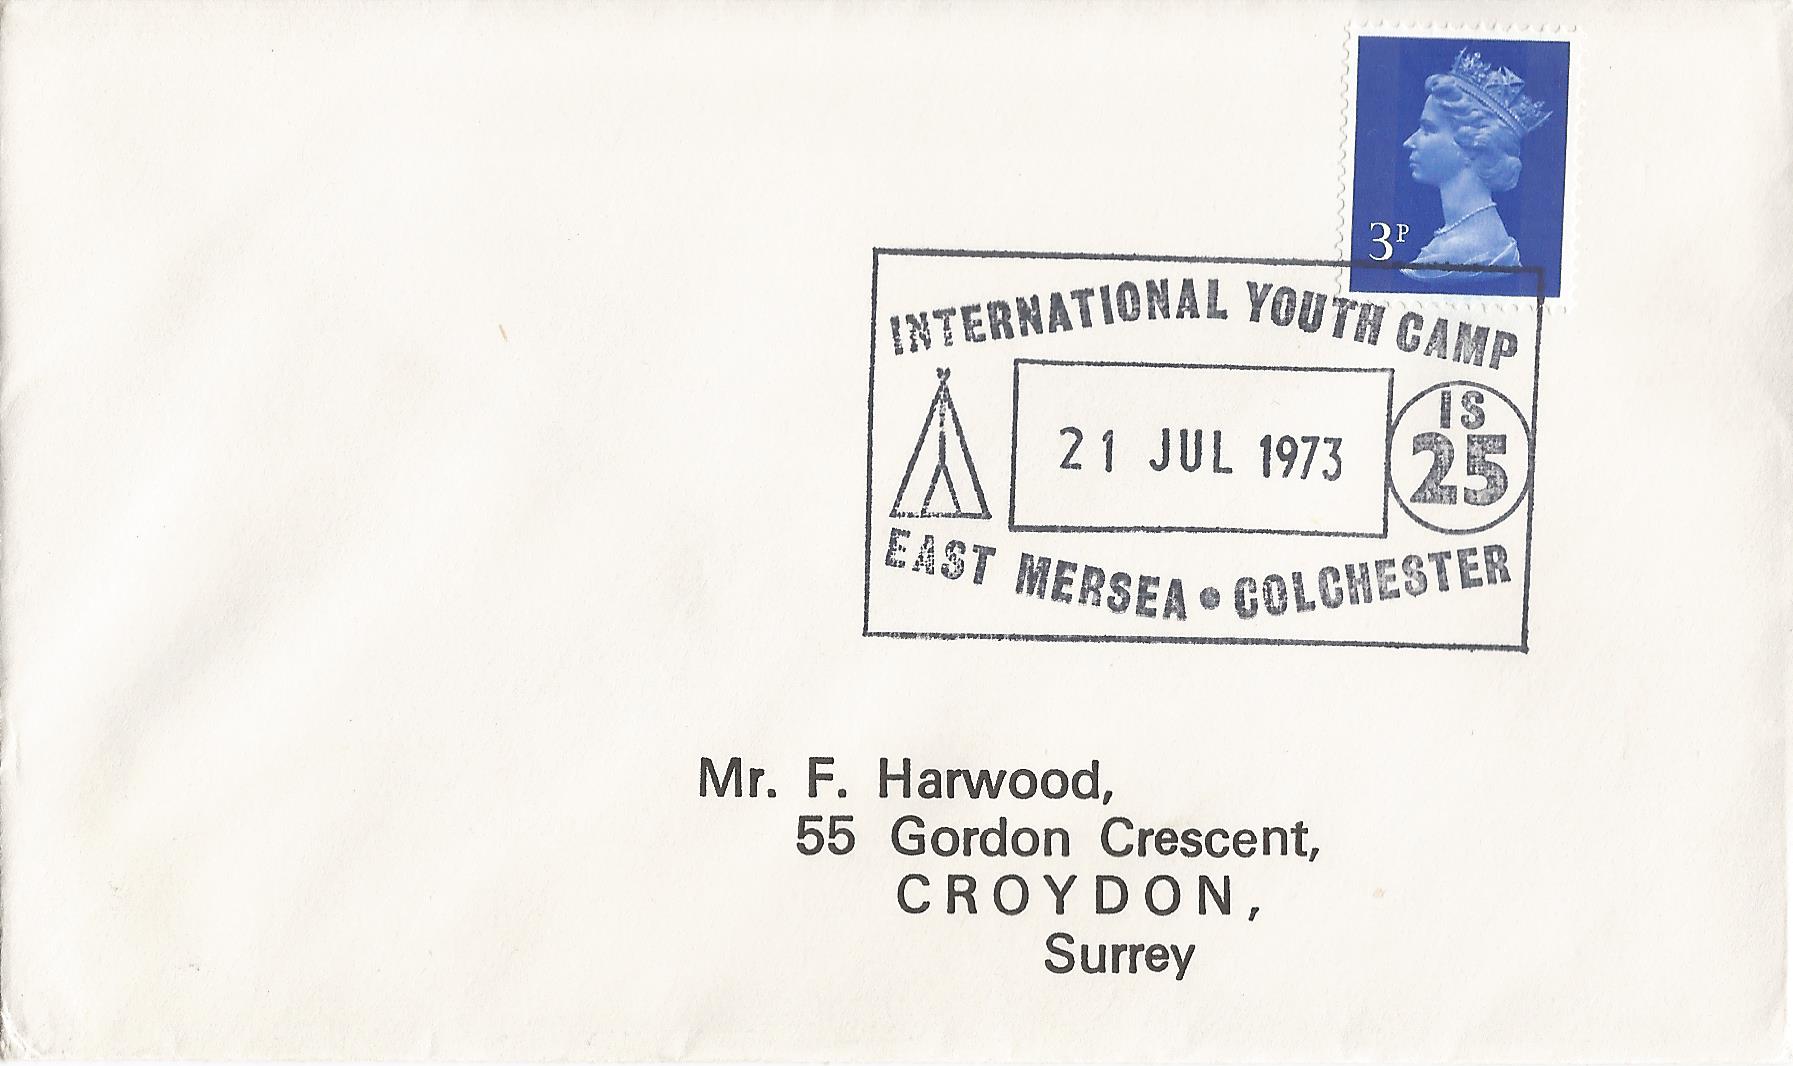 3P
INTERNATIONAL YOUTH CAMP
21 JUL 1973
IS
25
EAST MERSEA • COLCHESTER
Mr. F. Harwood,
55 Gordon Crescent,
CROYDON,
Surrey